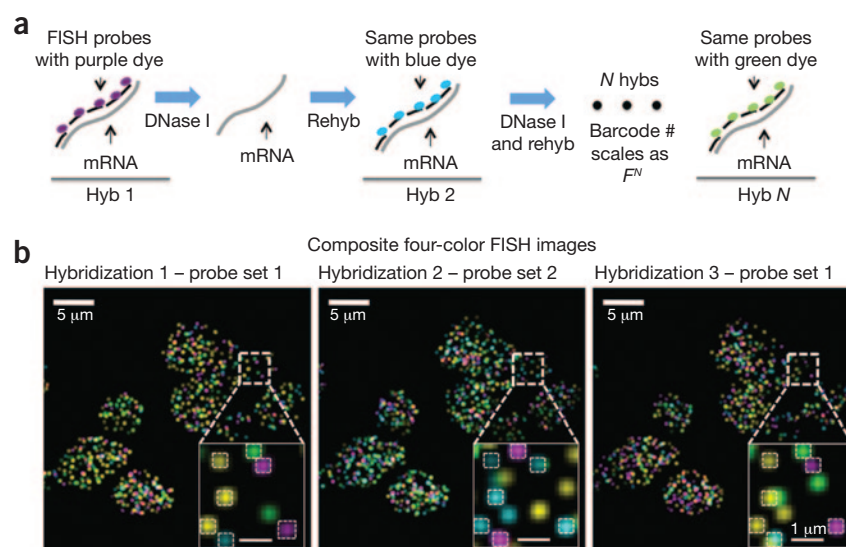 a
FISH probes
with purple dye
DNase I
mRNA
Hyb 1
mRNA
Rehyb
Same probes
with blue dye
mRNA
Hyb 2
DNase I
and rehyb
N hybs
Barcode #
scales as
F^N
Same probes
with green dye
mRNA
Hyb N
b
Composite four-color FISH images
Hybridization 1 – probe set 1
Hybridization 2 – probe set 2
Hybridization 3 – probe set 1
5 μm
5 μm
5 μm
1 μm